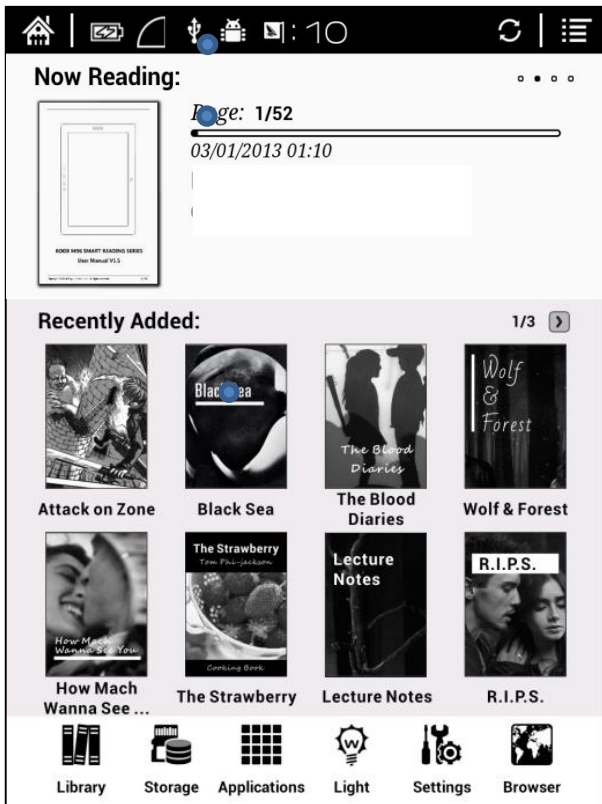 :10
Now Reading:
Page: 1/52
03/01/2013 01:10
BOOX M96 SMART READING SERIES
User Manual V1.5
Recently Added:
1/3
Black Sea
The Blood
Diaries
Wolf
&
Forest
Attack on Zone
Black Sea
The Blood
Diaries
Wolf & Forest
How Mach
Wanna See You
The Strawberry
Tom Phi-jackson
Cooking Book
Lecture
Notes
R.I.P.S.
How Mach
Wanna See ...
The Strawberry
Lecture Notes
R.I.P.S.
Library
Storage
Applications
Light
Settings
Browser